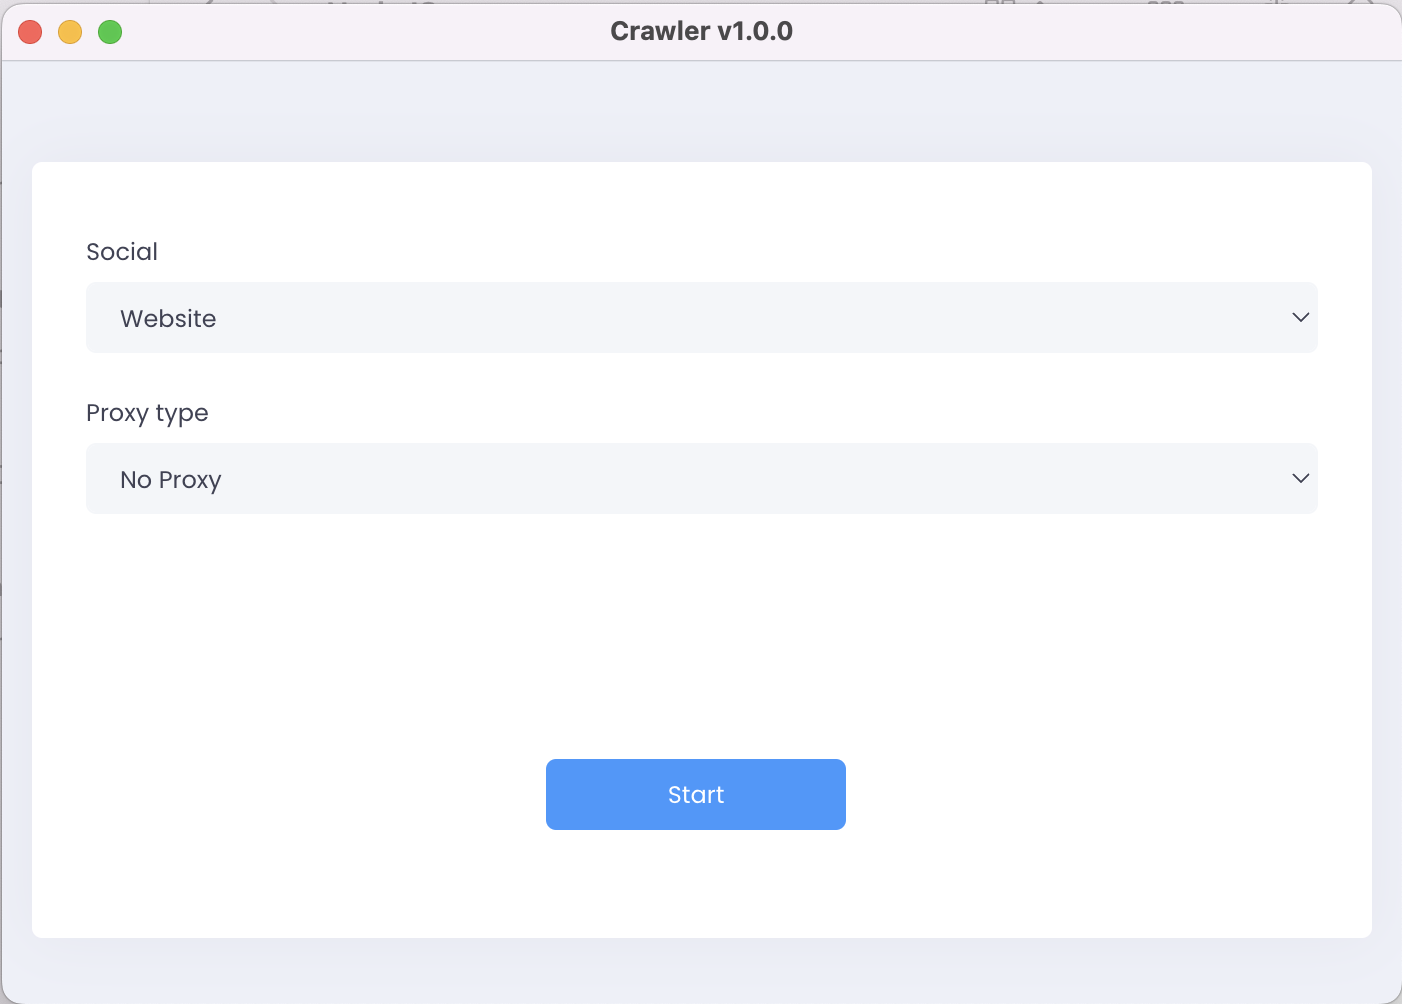 Crawler v1.0.0
Social
Website
Proxy type
No Proxy
Start